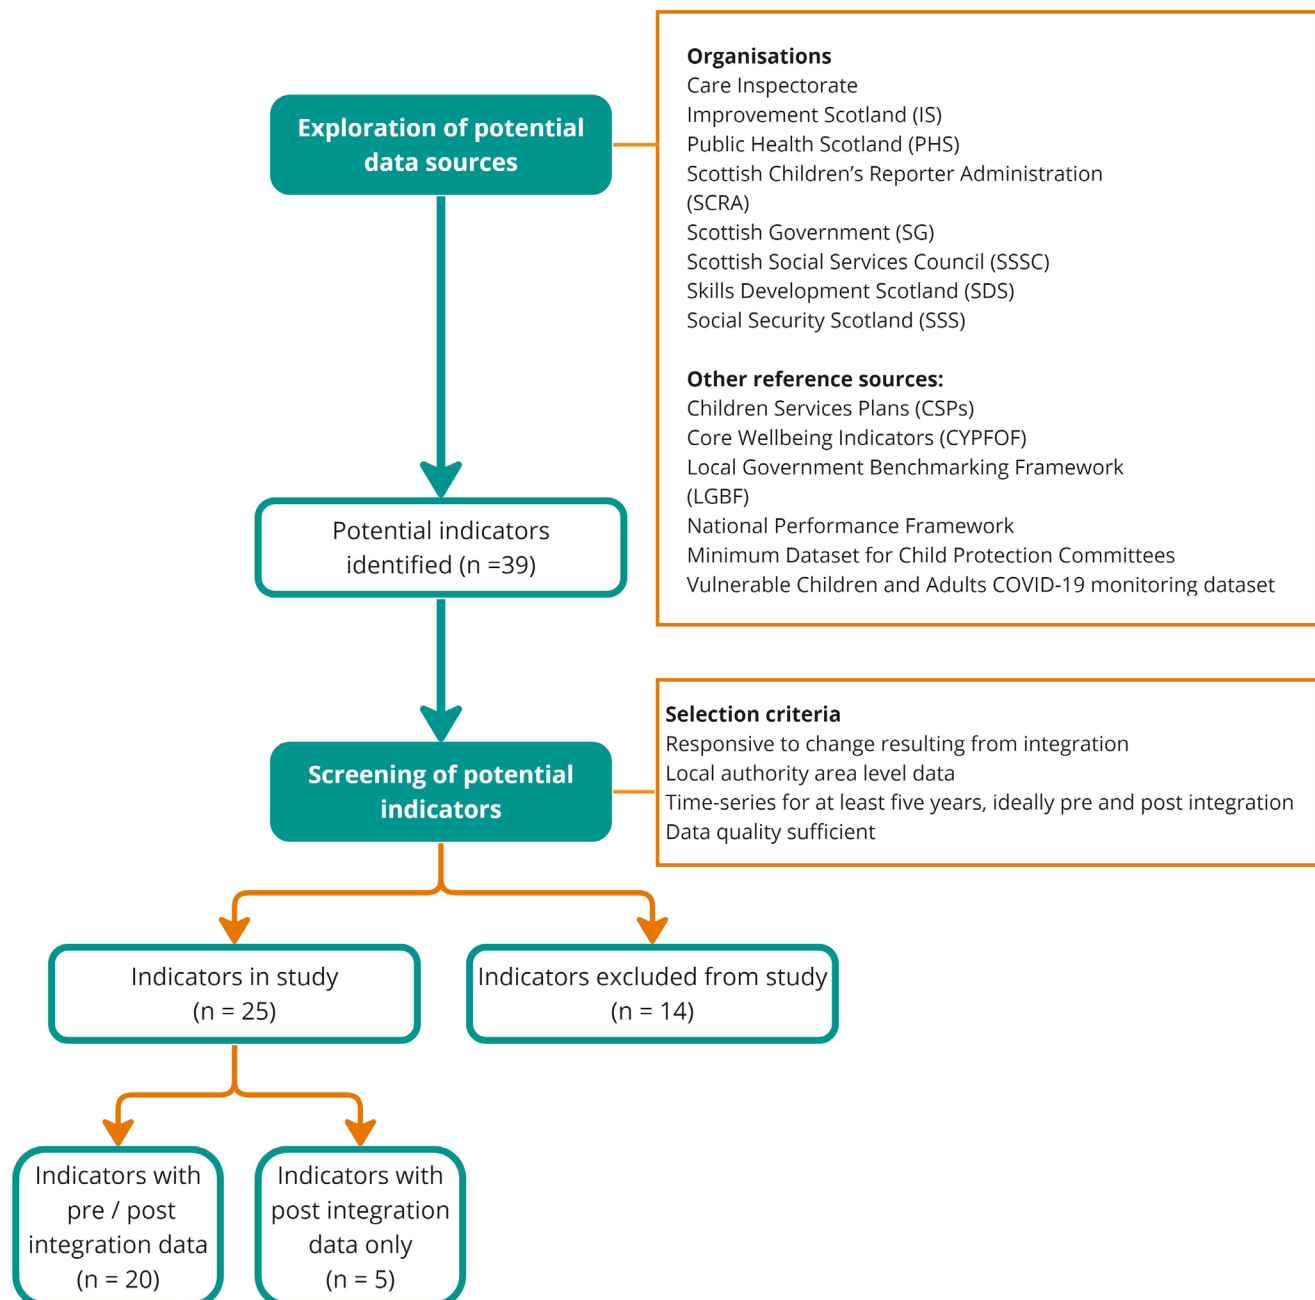 Exploration of potential
data sources
Organisations
Care Inspectorate
Improvement Scotland (IS)
Public Health Scotland (PHS)
Scottish Children’s Reporter Administration
(SCRA)
Scottish Government (SG)
Scottish Social Services Council (SSSC)
Skills Development Scotland (SDS)
Social Security Scotland (SSS)
Other reference sources:
Children Services Plans (CSPs)
Core Wellbeing Indicators (CYPFOF)
Local Government Benchmarking Framework
(LGBF)
National Performance Framework
Minimum Dataset for Child Protection Committees
Vulnerable Children and Adults COVID-19 monitoring dataset
Potential indicators
identified (n =39)
Screening of potential
indicators
Selection criteria
Responsive to change resulting from integration
Local authority area level data
Time-series for at least five years, ideally pre and post integration
Data quality sufficient
Indicators in study
(n = 25)
Indicators excluded from study
(n = 14)
Indicators with
pre / post
integration data
(n = 20)
Indicators with
post integration
data only
(n = 5)